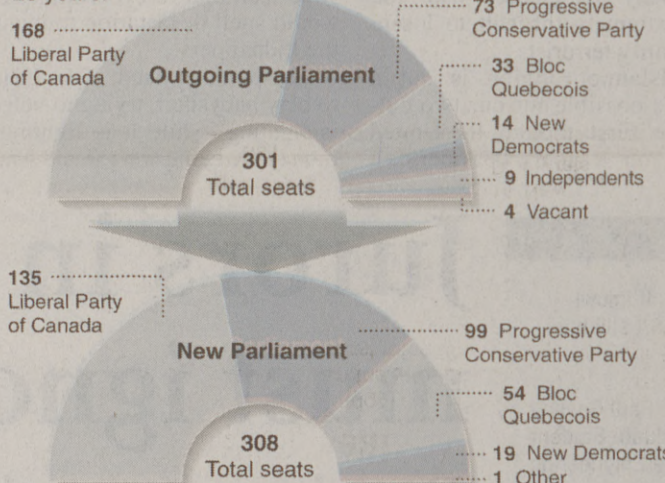 73 Progressive
Conservative Party
168
Liberal Party
of Canada
Outgoing Parliament
33 Bloc
Quebecois
14 New
Democrats
301
Total seats
9 Independents
4 Vacant
135
Liberal Party
of Canada
New Parliament
99 Progressive
Conservative Party
54 Bloc
Quebecois
308
Total seats
19 New Democrats
1 Other